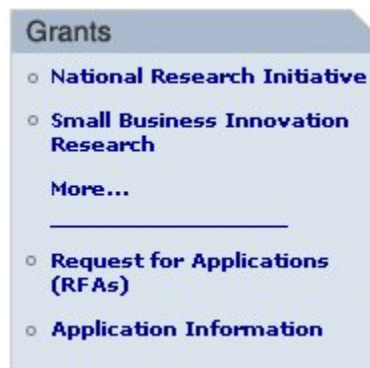 Grants
National Research Initiative
Small Business Innovation
Research
More...
Request for Applications
(RFAs)
Application Information